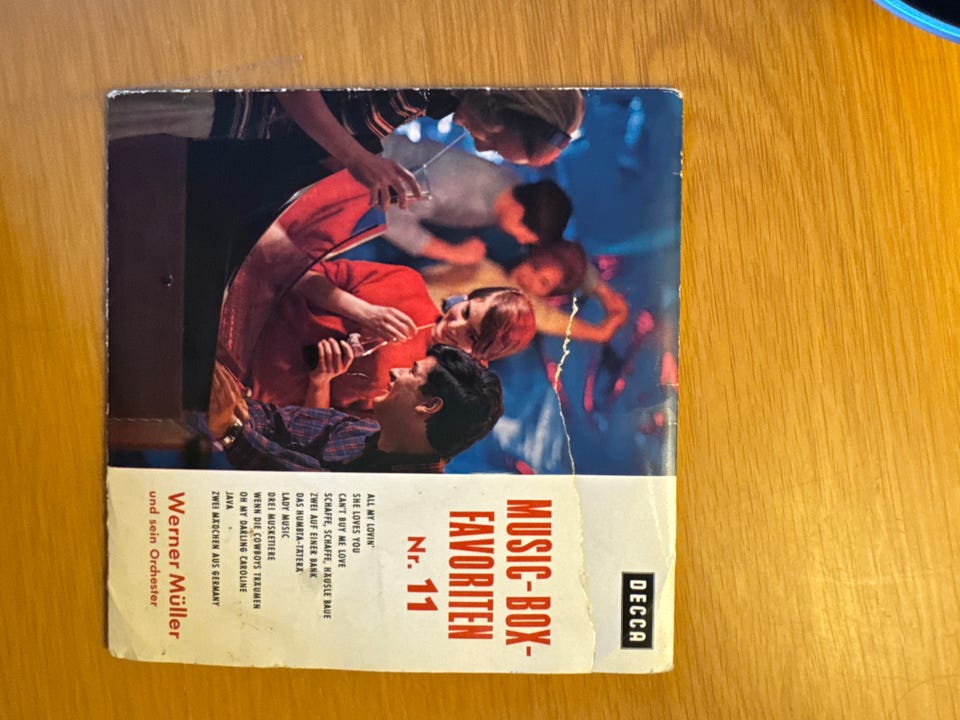 DECCA
MUSIC-BOX-
FAVORITEN
Nr. 11
ALL MY LOVIN'
SHE LOVES YOU
CAN'T BUY ME LOVE
SCHAFFE, SCHAFFE, HÄUSLE BAUE
ZWEI AUF EINER BANK
DAS HUMBTA-TÄTERÄ
LADY MUSIC
DREI MUSKETIERE
WENN DIE COWBOYS TRÄUMEN
OH MY DARLING CAROLINE
JAVA
ZWEI MÄDCHEN AUS GERMANY
Werner Müller
und sein Orchester